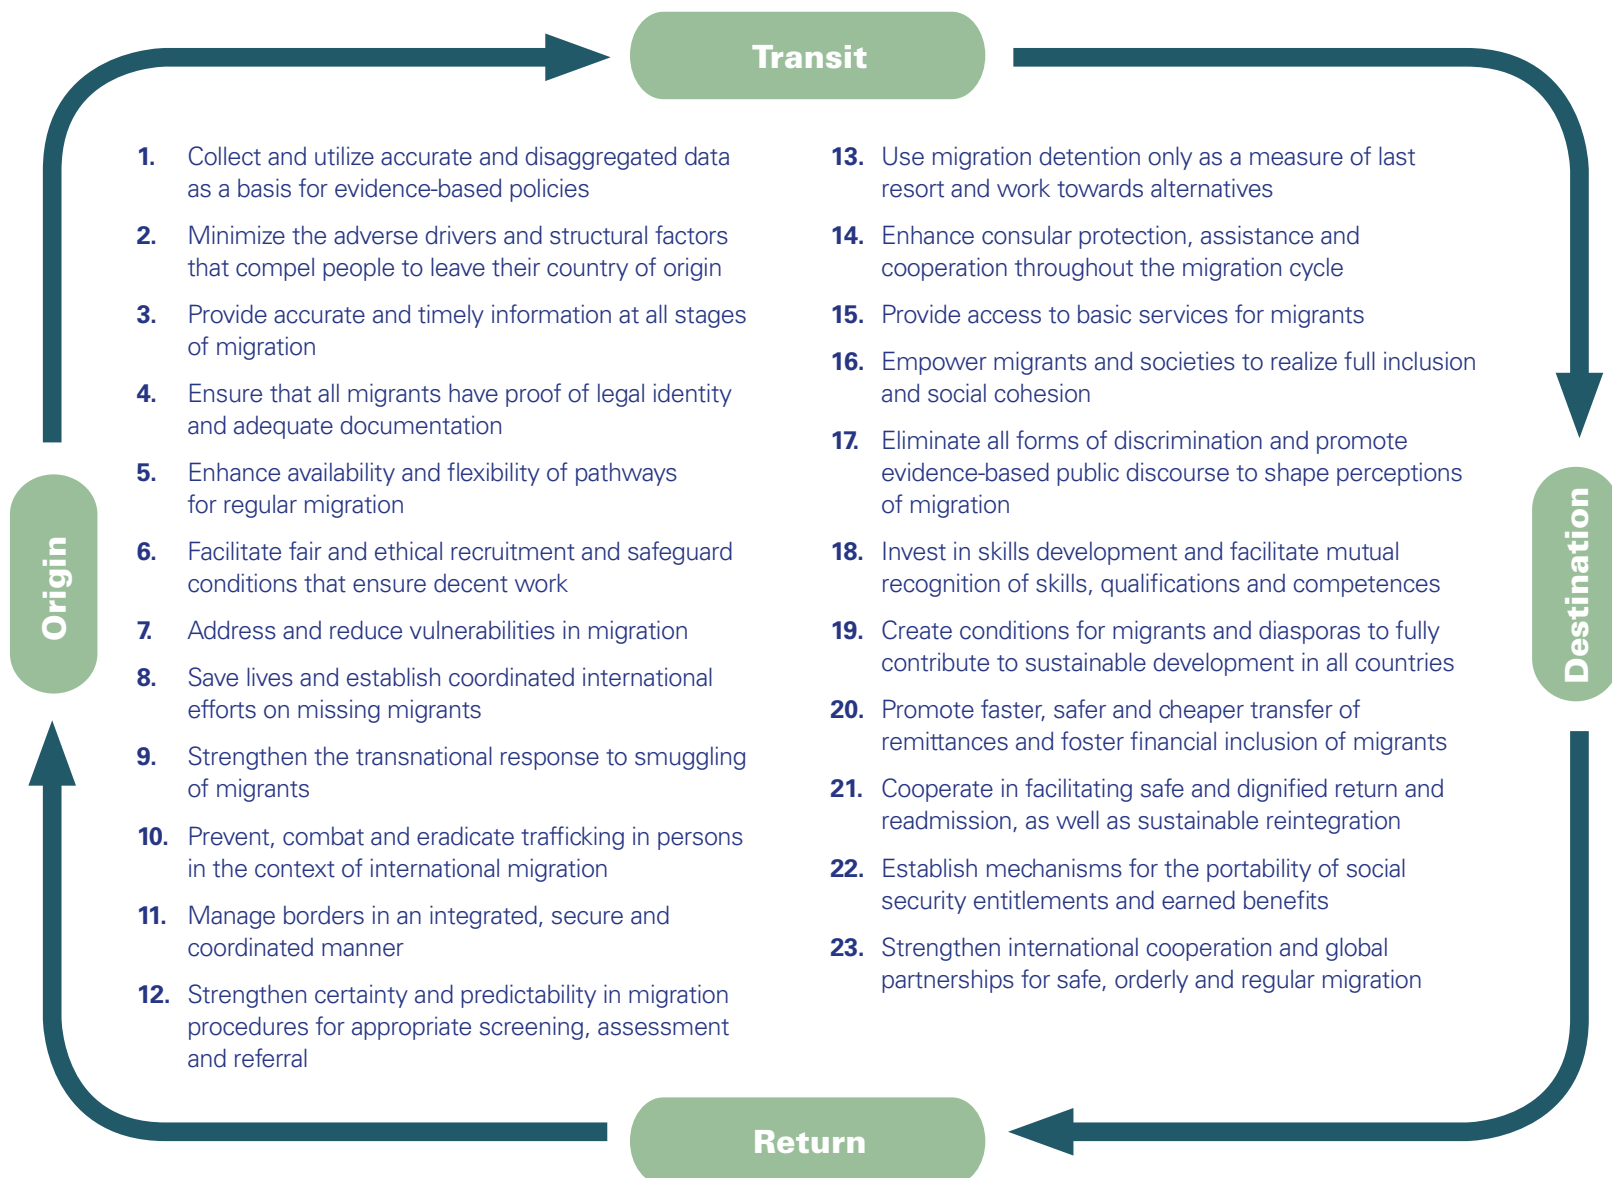 Transit
1. Collect and utilize accurate and disaggregated data
as a basis for evidence-based policies
2. Minimize the adverse drivers and structural factors
that compel people to leave their country of origin
3. Provide accurate and timely information at all stages
of migration
4. Ensure that all migrants have proof of legal identity
and adequate documentation
5. Enhance availability and flexibility of pathways
for regular migration
6. Facilitate fair and ethical recruitment and safeguard
conditions that ensure decent work
7. Address and reduce vulnerabilities in migration
8. Save lives and establish coordinated international
efforts on missing migrants
9. Strengthen the transnational response to smuggling
of migrants
10. Prevent, combat and eradicate trafficking in persons
in the context of international migration
11. Manage borders in an integrated, secure and
coordinated manner
12. Strengthen certainty and predictability in migration
procedures for appropriate screening, assessment
and referral
13. Use migration detention only as a measure of last
resort and work towards alternatives
14. Enhance consular protection, assistance and
cooperation throughout the migration cycle
15. Provide access to basic services for migrants
16. Empower migrants and societies to realize full inclusion
and social cohesion
17. Eliminate all forms of discrimination and promote
evidence-based public discourse to shape perceptions
of migration
18. Invest in skills development and facilitate mutual
recognition of skills, qualifications and competences
19. Create conditions for migrants and diasporas to fully
contribute to sustainable development in all countries
20. Promote faster, safer and cheaper transfer of
remittances and foster financial inclusion of migrants
21. Cooperate in facilitating safe and dignified return and
readmission, as well as sustainable reintegration
22. Establish mechanisms for the portability of social
security entitlements and earned benefits
23. Strengthen international cooperation and global
partnerships for safe, orderly and regular migration
Origin
Destination
Return